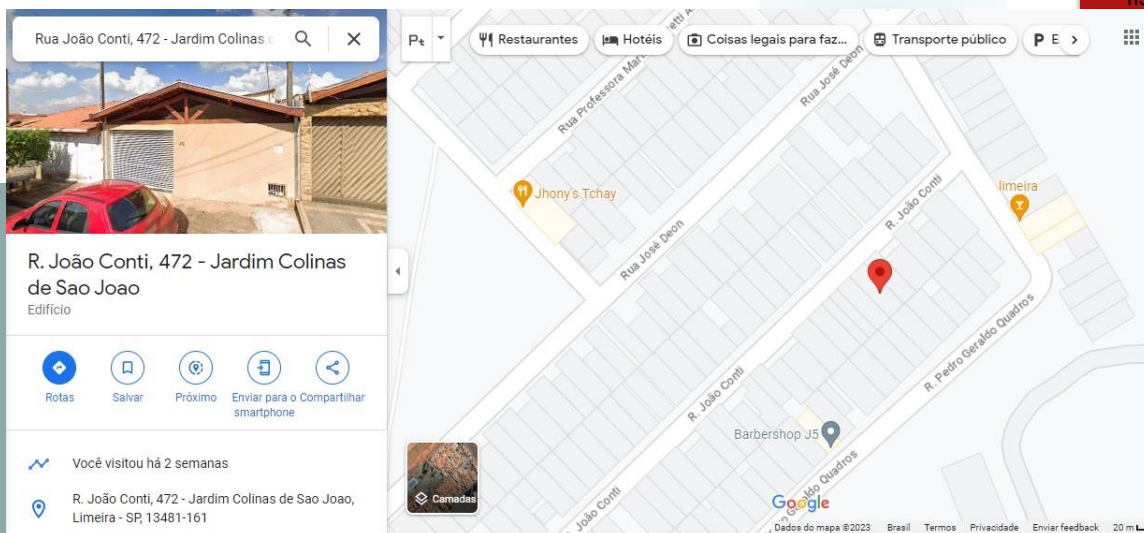 Rua João Conti, 472 - Jardim Colinas
Restaurantes
Hotéis
Coisas legais para faz...
Transporte público
P E
R. João Conti, 472 - Jardim Colinas
de Sao Joao
Edifício
Rotas
Salvar
Próximo
Enviar para o
smartphone
Compartilhar
Você visitou há 2 semanas
R. João Conti, 472 - Jardim Colinas de Sao Joao,
Limeira - SP, 13481-161
Rua José Deon
Jhony's Tchay
Rua José Deon
R. João Conti
limeira
R. João Conti
R. Pedro Geraldo Quadros
Barbershop J5
João Conti
Geraldo Quadros
Camadas
Google
Dados do mapa ©2023 Brasil Termos Privacidade Enviar feedback 20 m